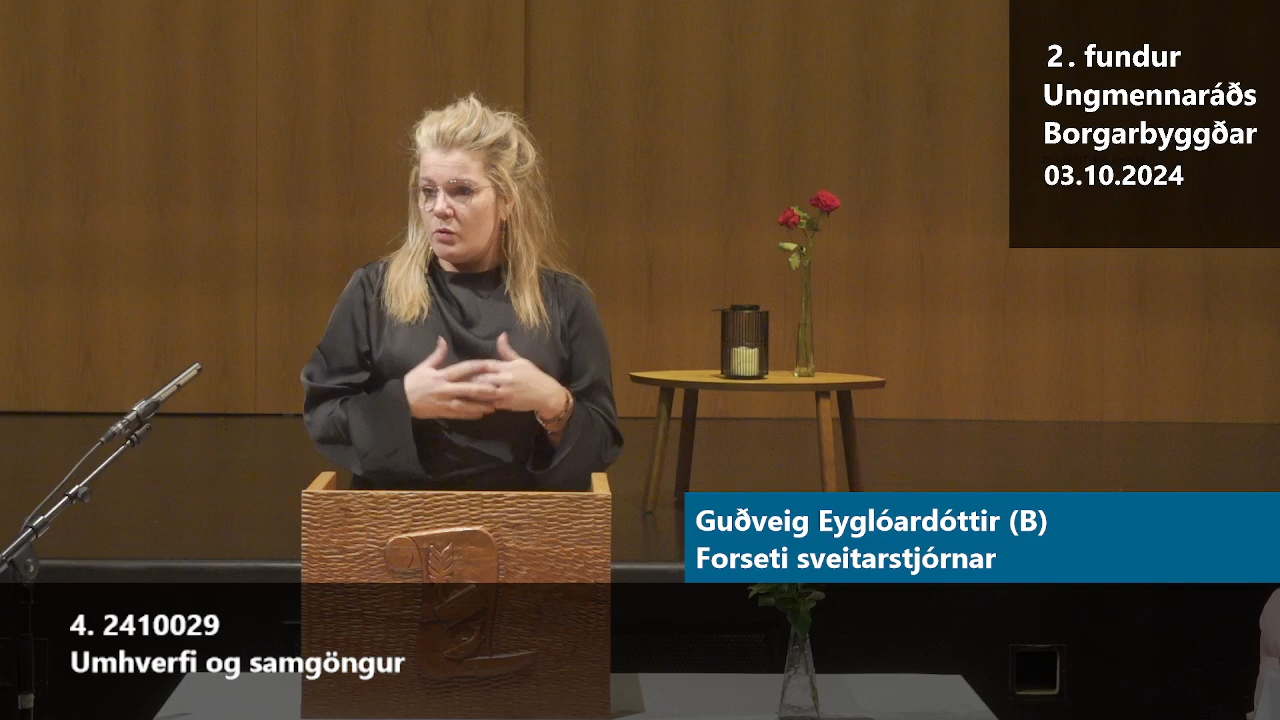 2. fundur
Ungmennaráðs
Borgarbyggðar
03.10.2024
Guðveig Eyglóardóttir (B)
Forseti sveitarstjórnar
4. 2410029
Umhverfi og samgöngur